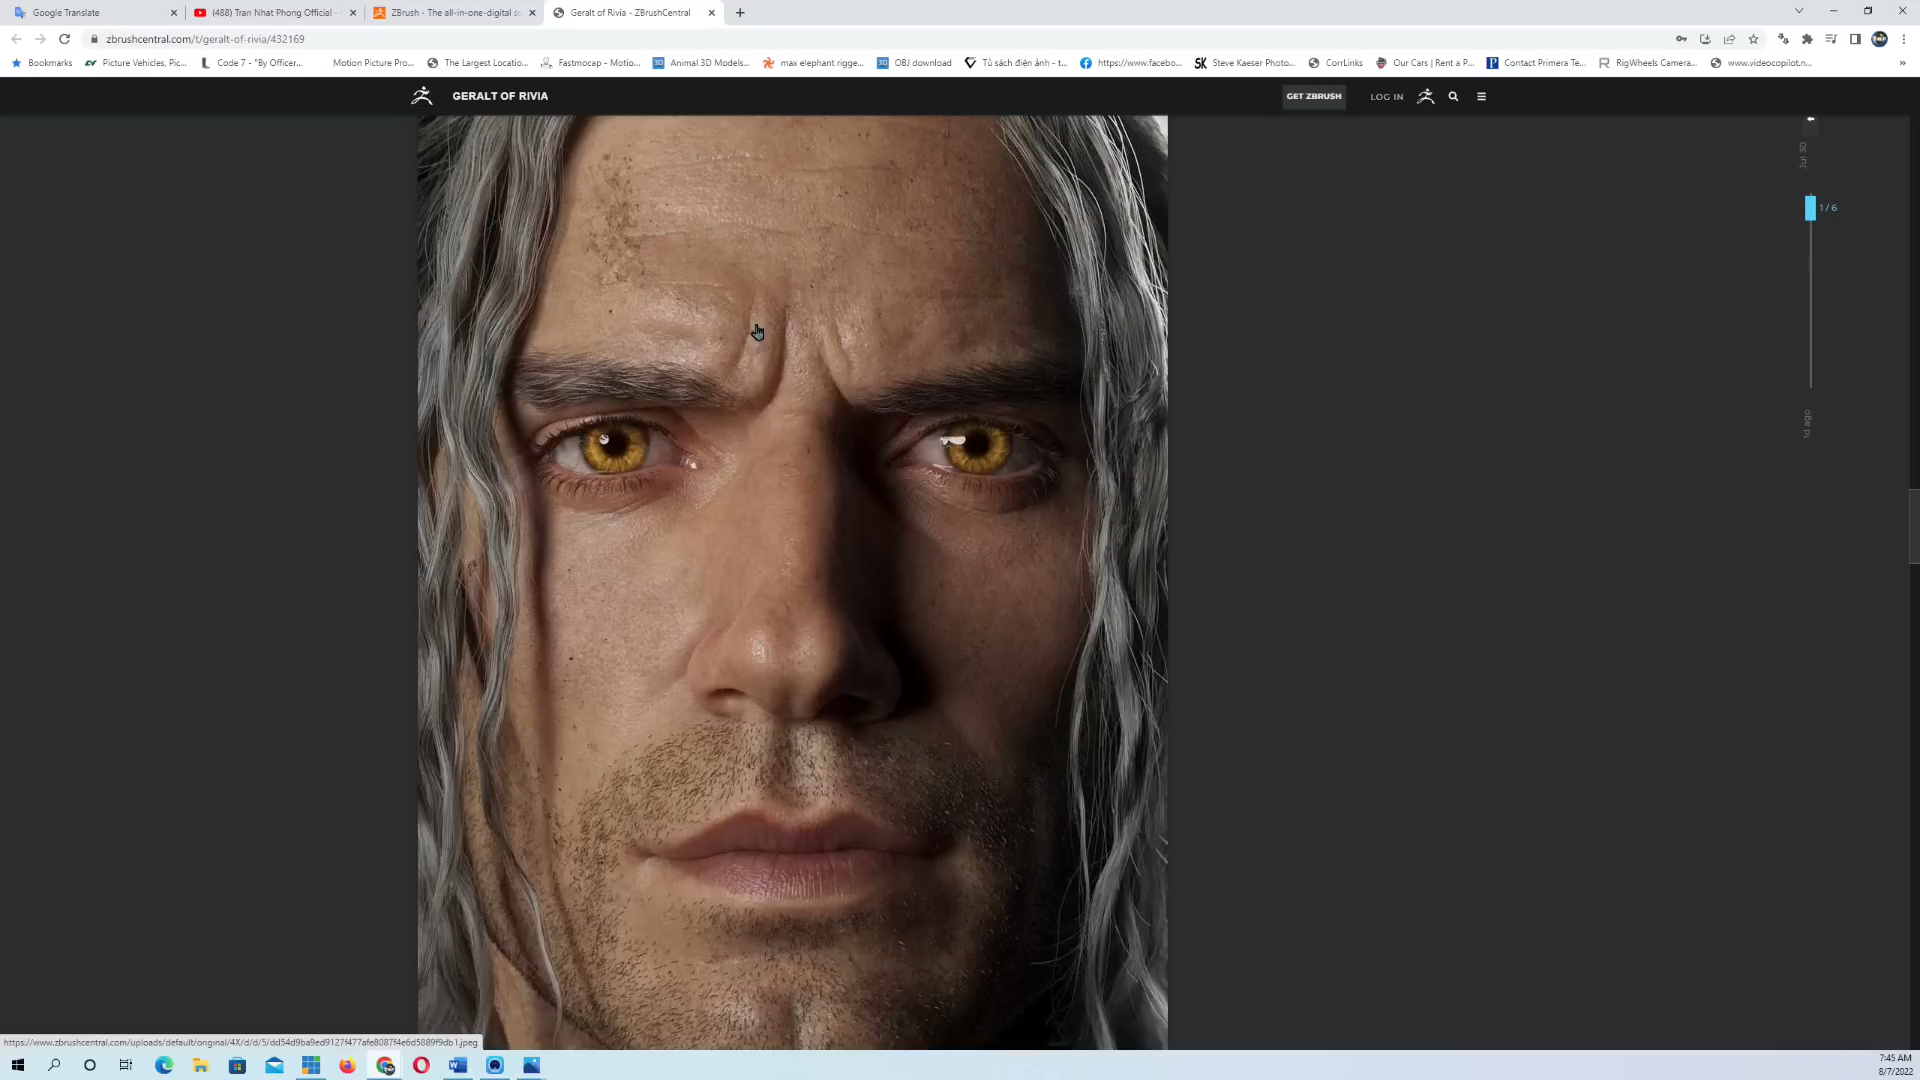 Google Translate
(488) Tran Nhat Phong Official -
ZBrush - The all-in-one-digital s
Geralt of Rivia - ZBrushCentral
zbrushcentral.com/t/geralt-of-rivia/432169
Bookmarks
Picture Vehicles, Pic...
Code 7 - "By Officer...
Motion Picture Pro...
The Largest Locatio...
Fastmocap - Motio...
Animal 3D Models...
max elephant rigge...
OBJ download
Tủ sách điện ảnh - t...
https://www.facebo...
Steve Kaeser Photo...
CorrLinks
Our Cars | Rent a P...
Contact Primera Te...
RigWheels Camera...
www.videocopilot.n...
GERALT OF RIVIA
GET ZBRUSH
LOG IN
Jul 30
1 / 6
1d ago
https://www.zbrushcentral.com/uploads/default/original/4X/d/d/5/dd54d9ba9ed9127f477afe8087f4e6d5889f9db1.jpeg
7:45 AM
8/7/2022